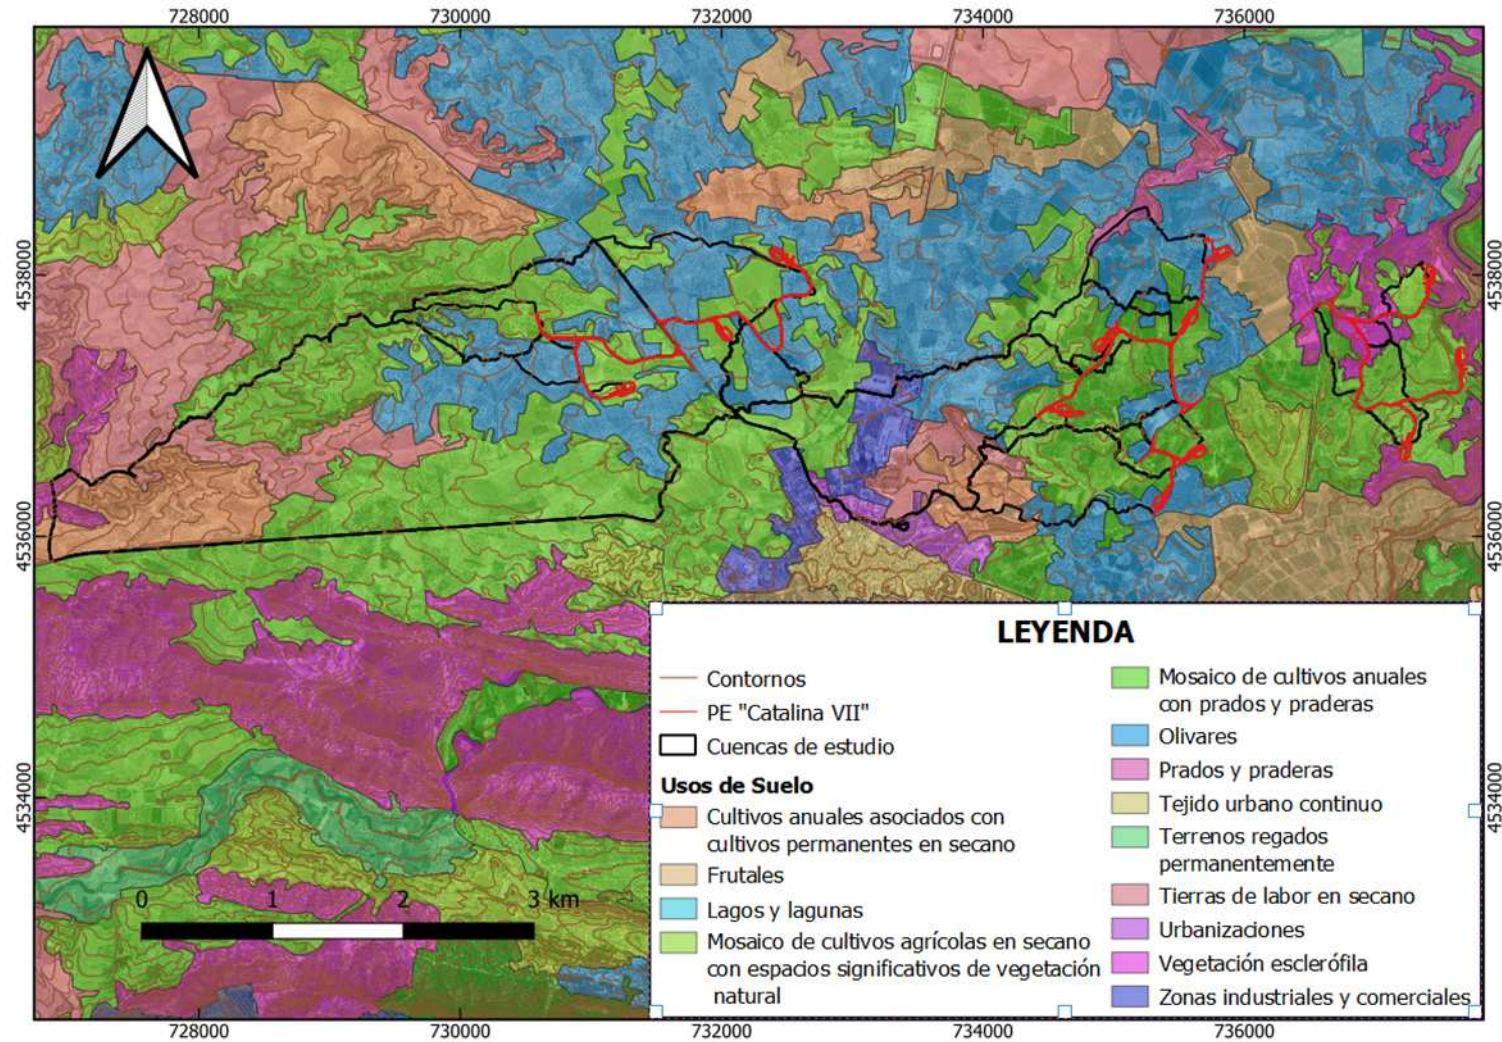 728000 730000 732000 734000 736000
4538000 4538000
4536000 4536000
4534000 4534000
LEYENDA
Contornos
PE "Catalina VII"
Cuencas de estudio
Usos de Suelo
Cultivos anuales asociados con
cultivos permanentes en secano
Frutales
Lagos y lagunas
Mosaico de cultivos agrícolas en secano
con espacios significativos de vegetación
natural
Mosaico de cultivos anuales
con prados y praderas
Olivares
Prados y praderas
Tejido urbano continuo
Terrenos regados
permanentemente
Tierras de labor en secano
Urbanizaciones
Vegetación esclerófila
Zonas industriales y comerciales
0 1 2 3 km
728000 730000 732000 734000 736000